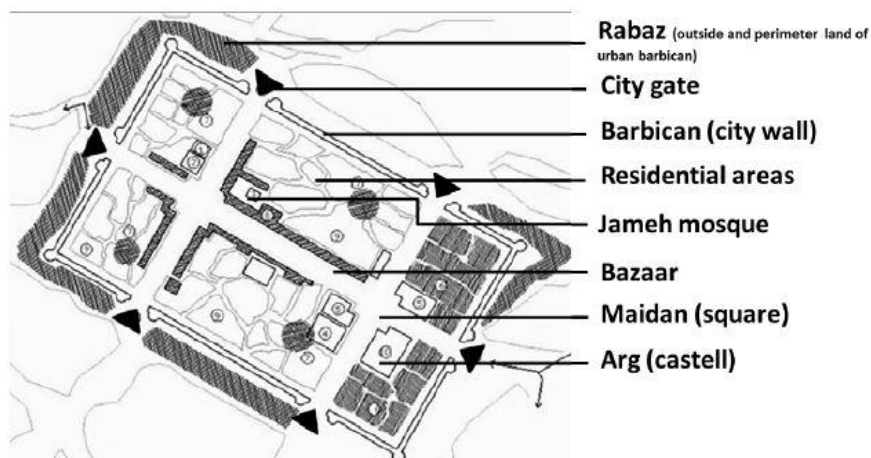 Rabaz (outside and perimeter land of
urban barbican)
City gate
Barbican (city wall)
Residential areas
Jameh mosque
Bazaar
Maidan (square)
Arg (castell)